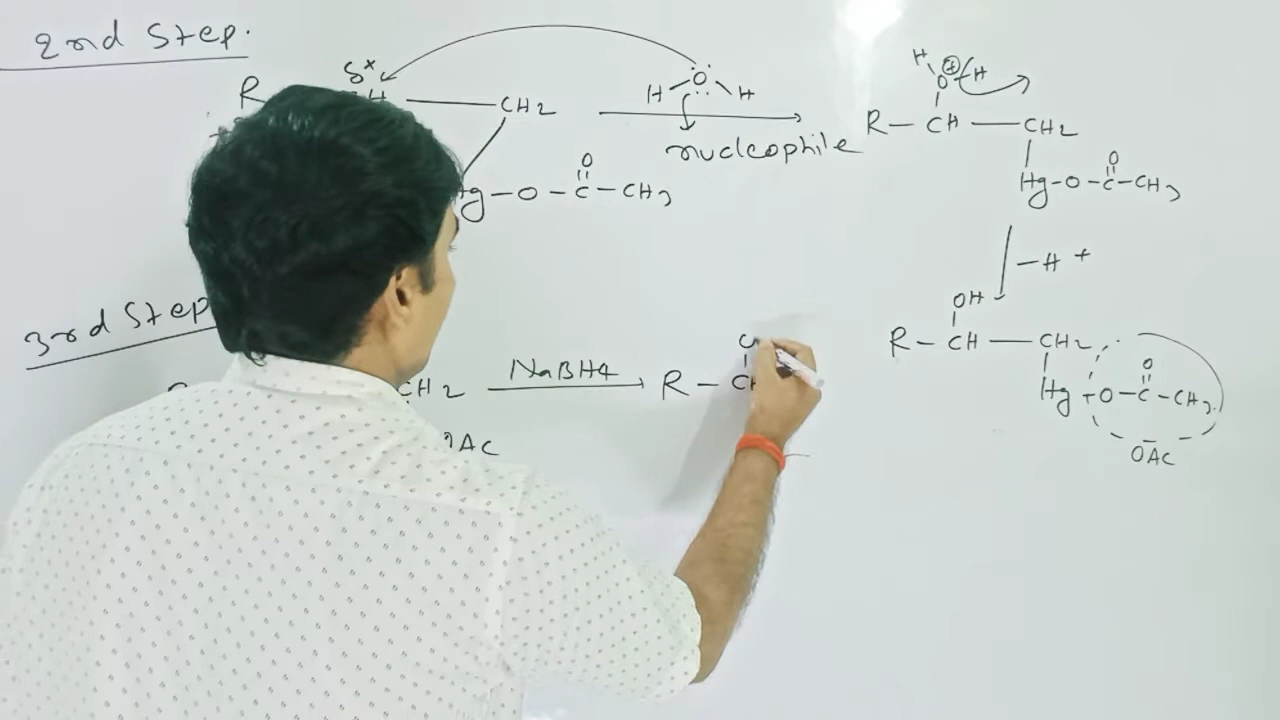 2nd Step.
R
δ+
CH2
H O H
nucleophile
Hg-O-C-CH3
O
H O ⊕ H
R-CH-CH2
Hg-O-C-CH3
O
-H+
OH
R-CH-CH2
Hg-O-C-CH3
O
OAC
3rd Step
CH2
OAC
NaBH4
R-C